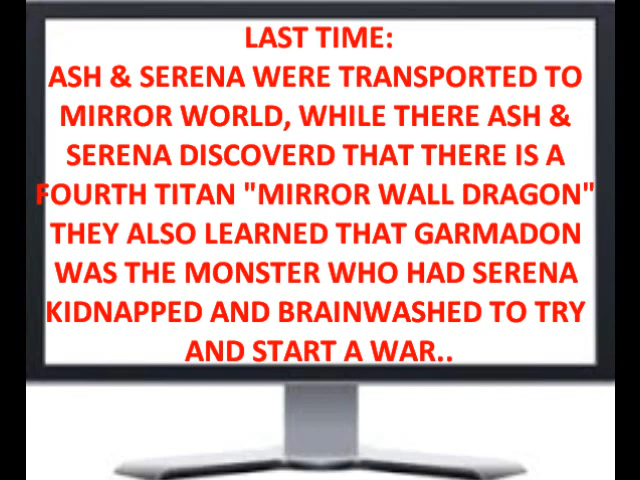 LAST TIME:
ASH & SERENA WERE TRANSPORTED TO
MIRROR WORLD, WHILE THERE ASH &
SERENA DISCOVERD THAT THERE IS A
FOURTH TITAN "MIRROR WALL DRAGON"
THEY ALSO LEARNED THAT GARMADON
WAS THE MONSTER WHO HAD SERENA
KIDNAPPED AND BRAINWASHED TO TRY
AND START A WAR..